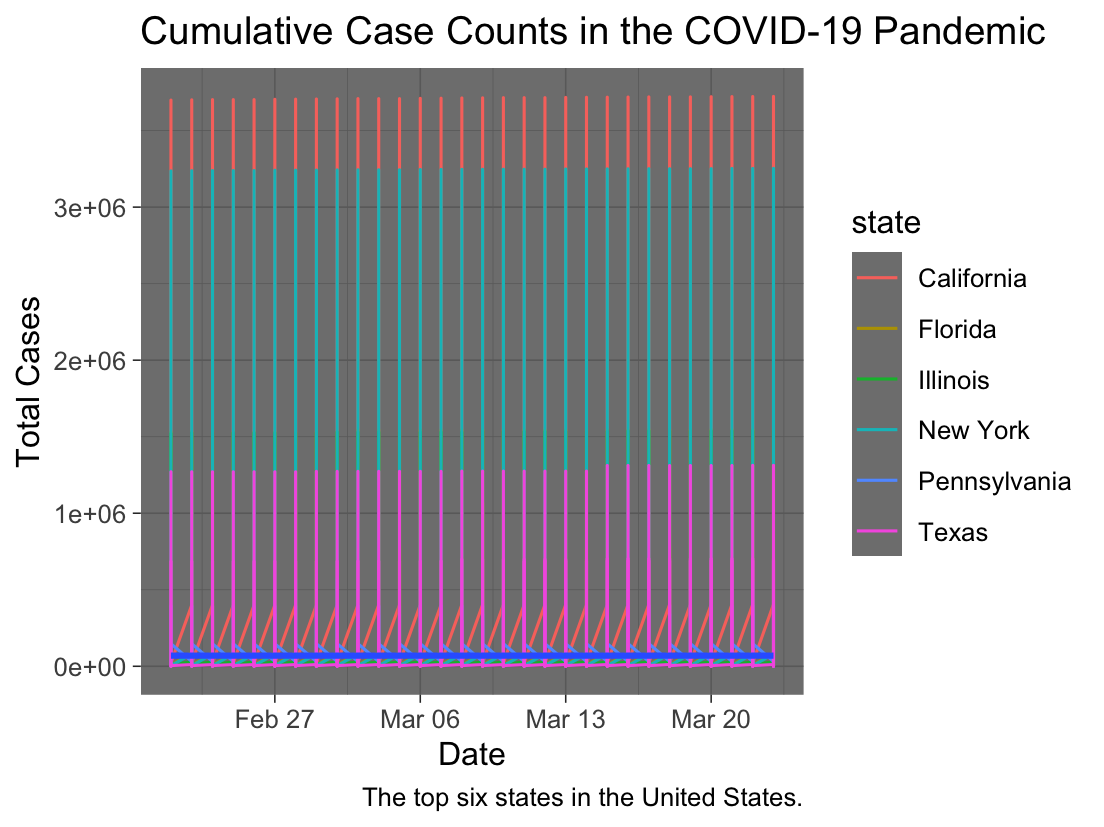 Cumulative Case Counts in the COVID-19 Pandemic
Total Cases
3e+06
2e+06
1e+06
0e+00
Feb 27
Mar 06
Mar 13
Mar 20
Date
The top six states in the United States.
state
California
Florida
Illinois
New York
Pennsylvania
Texas